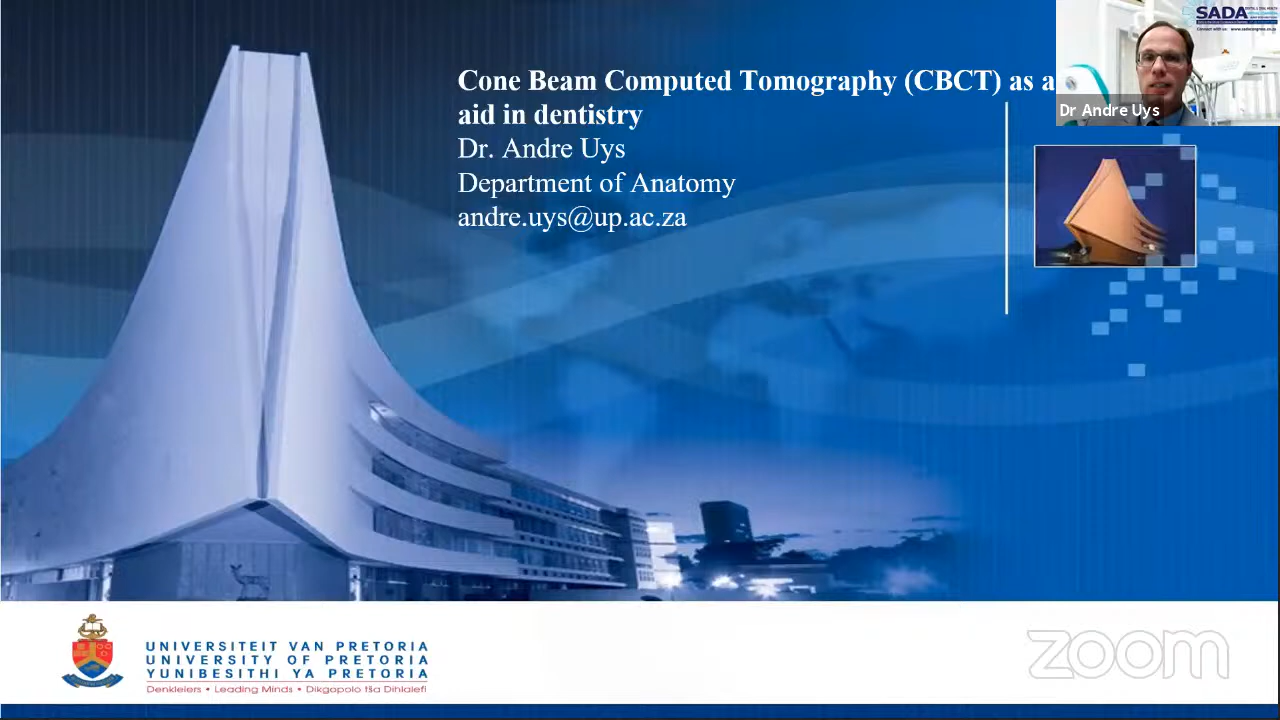 Cone Beam Computed Tomography (CBCT) as a
aid in dentistry
Dr. Andre Uys
Department of Anatomy
andre.uys@up.ac.za
SADA
Dr Andre Uys
UNIVERSITEIT VAN PRETORIA
UNIVERSITY OF PRETORIA
YUNIBESITHI YA PRETORIA
Denkleiers • Leading Minds • Dikgopolo tša Dihlalefi
zoom